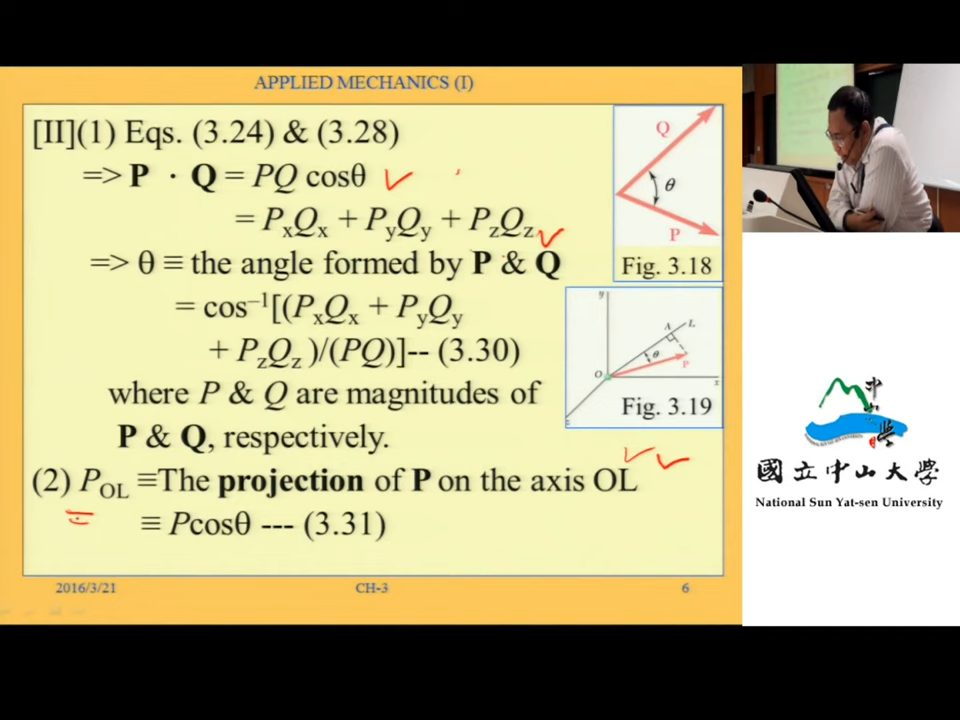 APPLIED MECHANICS (I)
[II](1) Eqs. (3.24) & (3.28)
=> P · Q = PQ cosθ
= PxQx + PyQy + PzQz
=> θ ≡ the angle formed by P & Q
= cos⁻¹[(PxQx + PyQy
+ PzQz )/(PQ)]-- (3.30)
where P & Q are magnitudes of
P & Q, respectively.
(2) POL ≡The projection of P on the axis OL
≡ Pcosθ --- (3.31)
Q
θ
P
Fig. 3.18
y
A L
θ
P
O
x
z
Fig. 3.19
2016/3/21 CH-3 6
國立中山大學
National Sun Yat-sen University